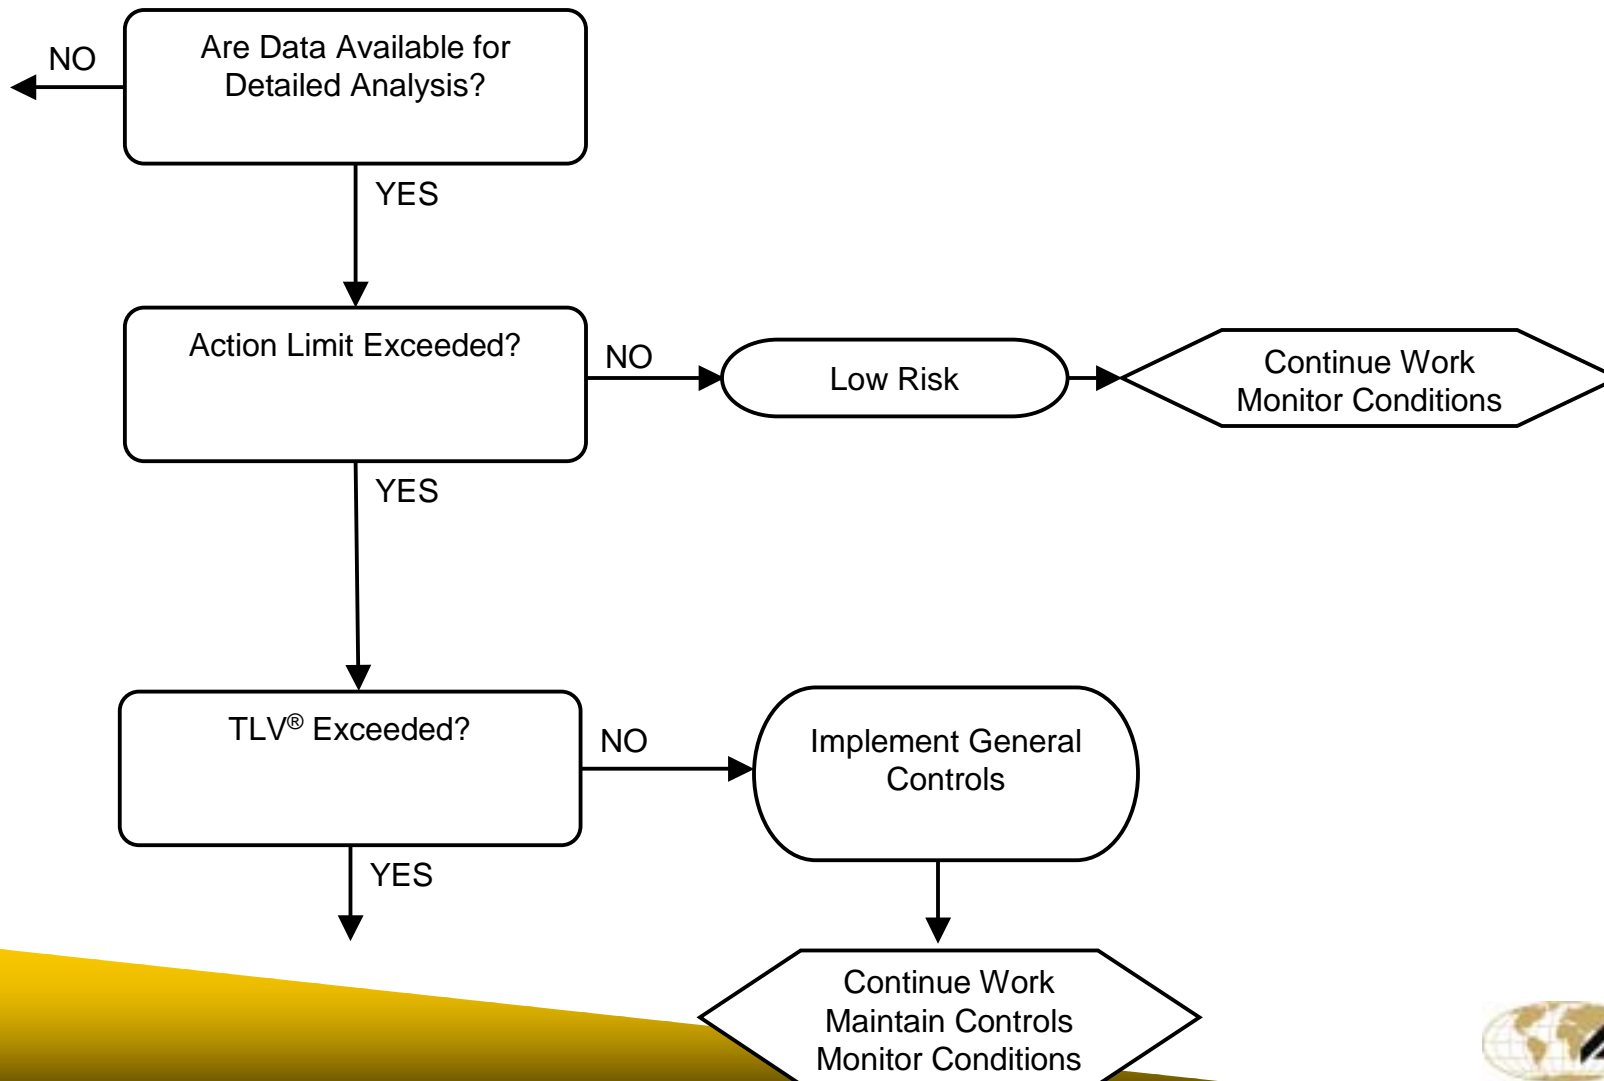 Are Data Available for
Detailed Analysis?
NO
YES
Action Limit Exceeded?
NO
Low Risk
Continue Work
Monitor Conditions
YES
TLV® Exceeded?
NO
Implement General
Controls
YES
Continue Work
Maintain Controls
Monitor Conditions